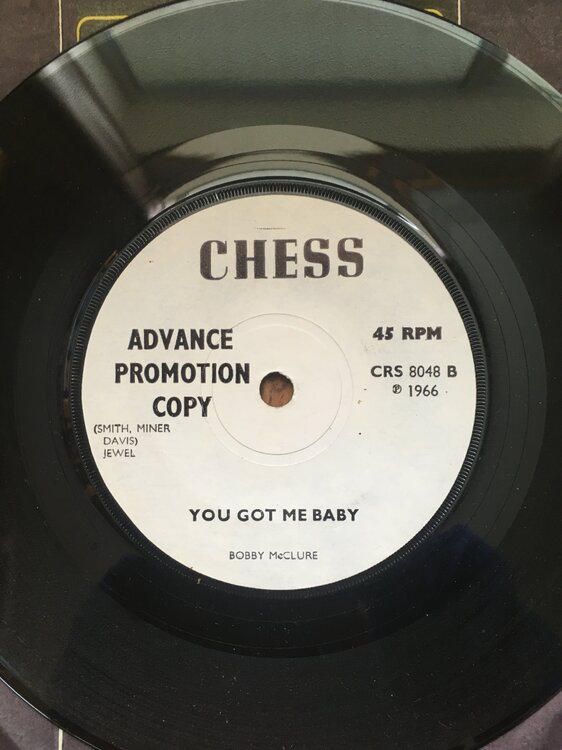 CHESS
ADVANCE
PROMOTION
COPY
45 RPM
CRS 8048 B
℗ 1966
(SMITH, MINER
DAVIS)
JEWEL
YOU GOT ME BABY
BOBBY McCLURE